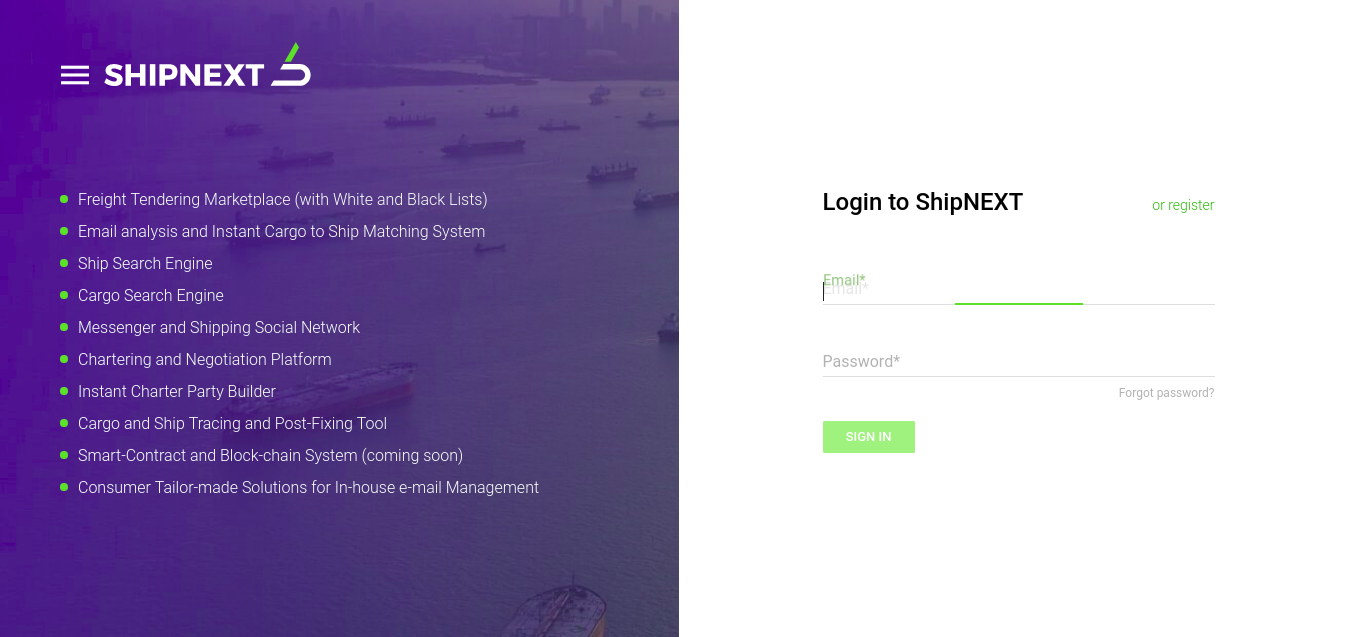 SHIPNEXT
Freight Tendering Marketplace (with White and Black Lists)
Email analysis and Instant Cargo to Ship Matching System
Ship Search Engine
Cargo Search Engine
Messenger and Shipping Social Network
Chartering and Negotiation Platform
Instant Charter Party Builder
Cargo and Ship Tracing and Post-Fixing Tool
Smart-Contract and Block-chain System (coming soon)
Consumer Tailor-made Solutions for In-house e-mail Management
Login to ShipNEXT
or register
Email*
Email*
Password*
Forgot password?
SIGN IN